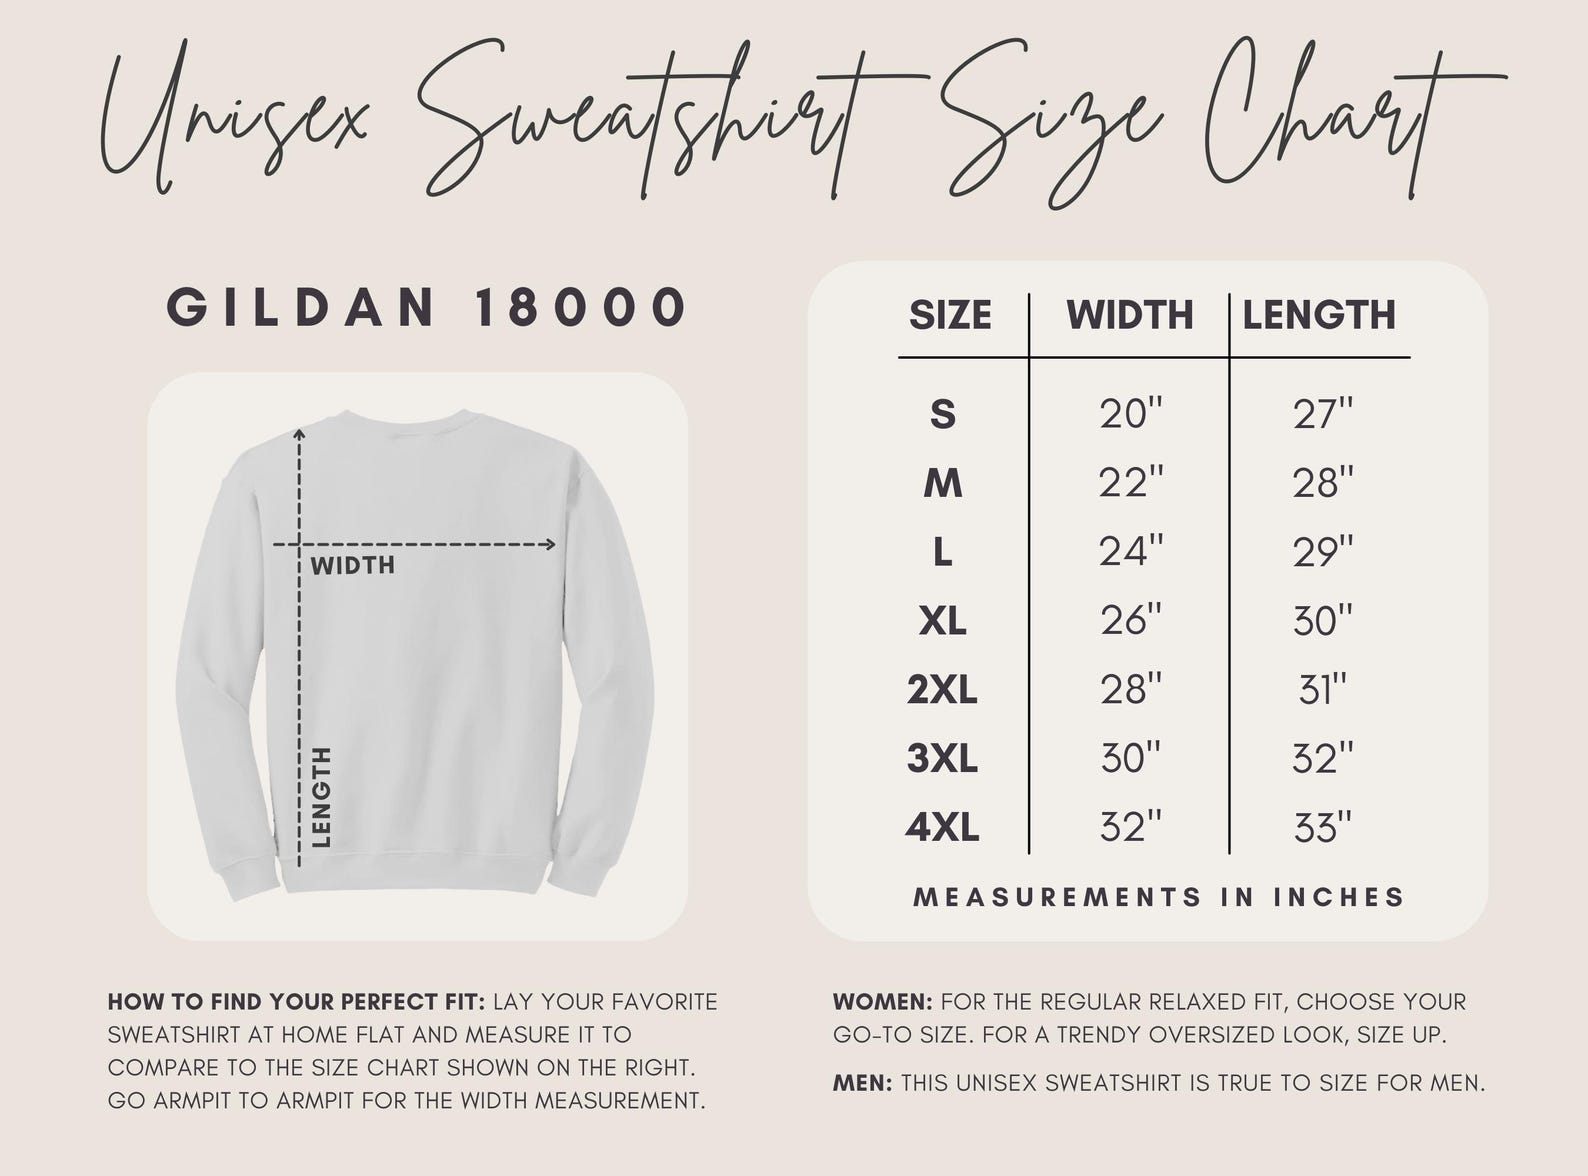 Unisex Sweatshirt Size Chart
GILDAN 18000
WIDTH
LENGTH
SIZE WIDTH LENGTH
S 20" 27"
M 22" 28"
L 24" 29"
XL 26" 30"
2XL 28" 31"
3XL 30" 32"
4XL 32" 33"
MEASUREMENTS IN INCHES
HOW TO FIND YOUR PERFECT FIT: LAY YOUR FAVORITE
SWEATSHIRT AT HOME FLAT AND MEASURE IT TO
COMPARE TO THE SIZE CHART SHOWN ON THE RIGHT.
GO ARMPIT TO ARMPIT FOR THE WIDTH MEASUREMENT.
WOMEN: FOR THE REGULAR RELAXED FIT, CHOOSE YOUR
GO-TO SIZE. FOR A TRENDY OVERSIZED LOOK, SIZE UP.
MEN: THIS UNISEX SWEATSHIRT IS TRUE TO SIZE FOR MEN.